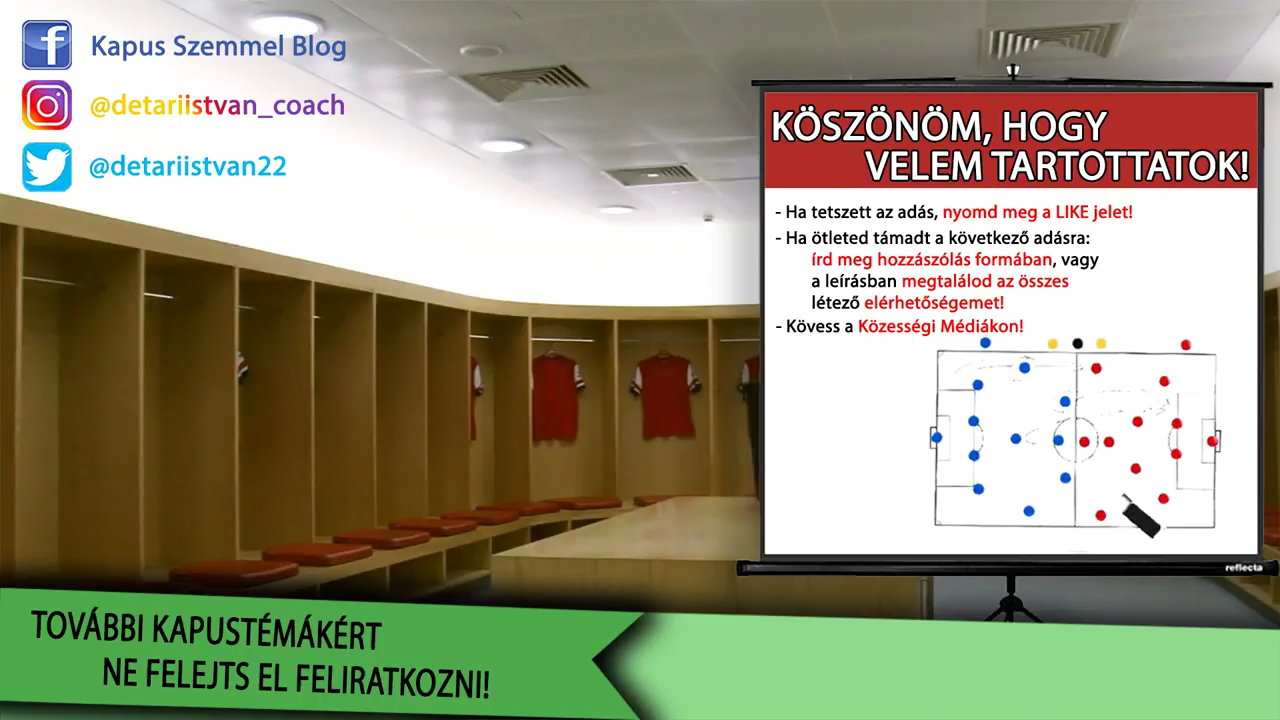 Kapus Szemmel Blog
@detariistvan_coach
@detariistvan22
KÖSZÖNÖM, HOGY
VELEM TARTOTTATOK!
- Ha tetszett az adás, nyomd meg a LIKE jelet!
- Ha ötleted támadt a következő adásra:
írd meg hozzászólás formában, vagy
a leírásban megtalálod az összes
létező elérhetőségemet!
- Kövess a Közességi Médiákon!
reflecta
TOVÁBBI KAPUSTÉMÁKÉRT
NE FELEJTS EL FELIRATKOZNI!